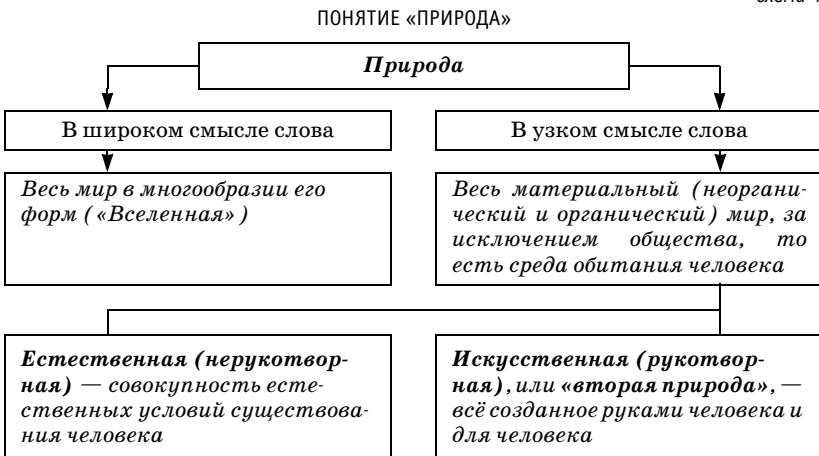 ПОНЯТИЕ «ПРИРОДА»
Природа
В широком смысле слова
В узком смысле слова
Весь мир в многообразии его
форм («Вселенная»)
Весь материальный (неоргани-
ческий и органический) мир, за
исключением общества, то
есть среда обитания человека
Естественная (нерукотвор-
ная) — совокупность есте-
ственных условий существова-
ния человека
Искусственная (рукотвор-
ная), или «вторая природа», —
всё созданное руками человека и
для человека